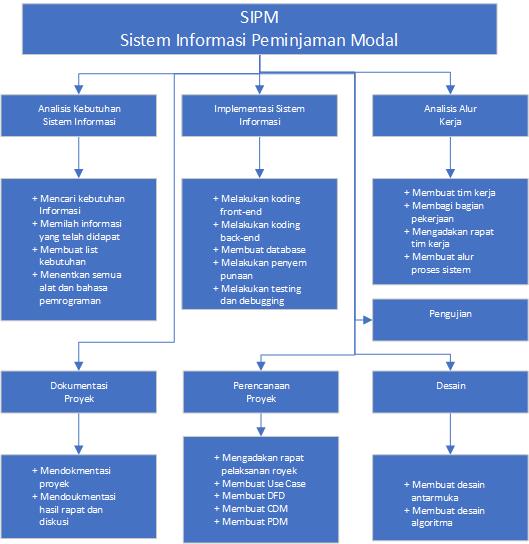 SIPM
Sistem Informasi Peminjaman Modal
Analisis Kebutuhan
Sistem Informasi
Implementasi Sistem
Informasi
Analisis Alur
Kerja
+ Mencari kebutuhan
Informasi
+ Memilah informasi
yang telah didapat
+ Membuat list
kebutuhan
+ Menentkan semua
alat dan bahasa
pemrograman
+ Melakukan koding
front-end
+ Melakukan koding
back-end
+ Membuat database
+ Melakukan penyem
punaan
+ Melakukan testing
dan debugging
+ Membuat tim kerja
+ Membagi bagian
pekerjaan
+ Mengadakan rapat
tim kerja
+ Membuat alur
proses sistem
Pengujian
Dokumentasi
Proyek
Perencanaan
Proyek
Desain
+ Mendokmentasi
proyek
+ Mendoukmentasi
hasil rapat dan
diskusi
+ Mengadakan rapat
pelaksanan royek
+ Membuat Use Case
+ Membuat DFD
+ Membuat CDM
+ Membuat PDM
+ Membuat desain
antarmuka
+ Membuat desain
algoritma